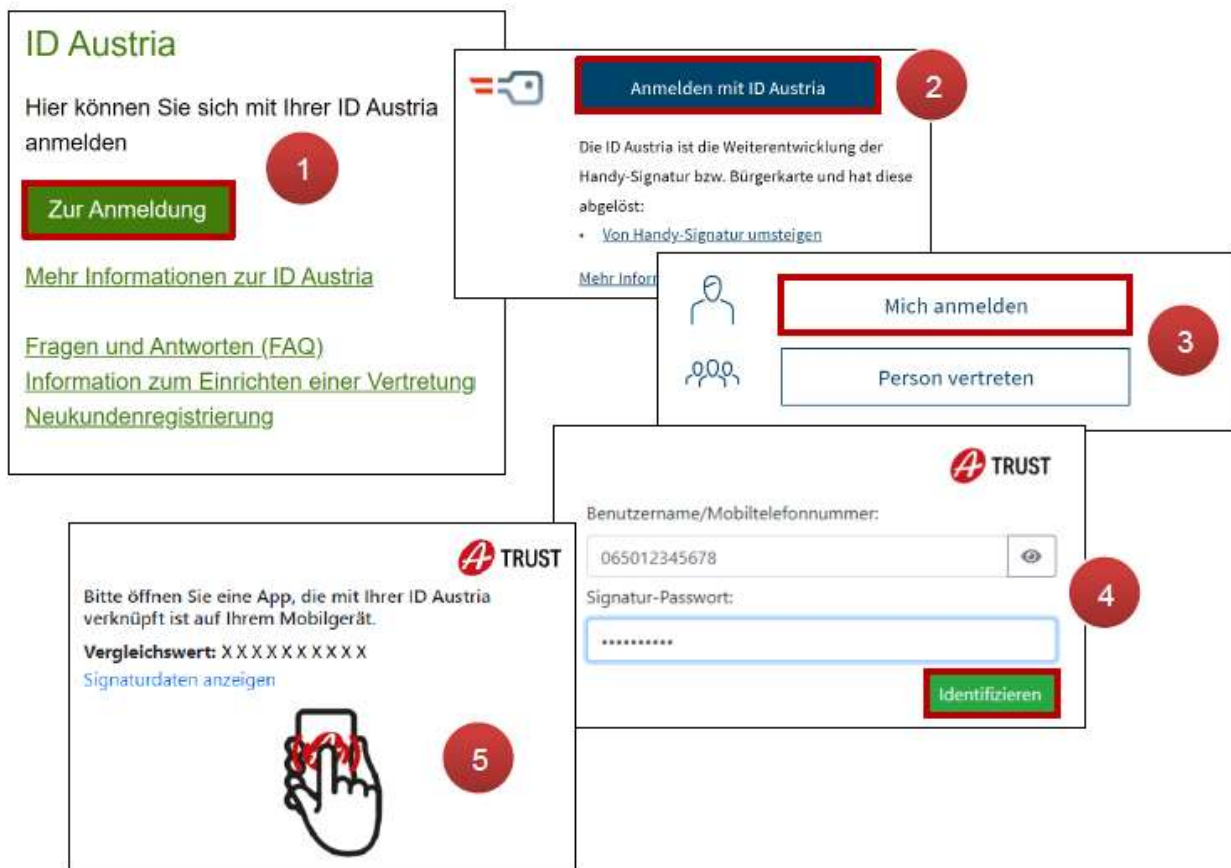 ID Austria
Hier können Sie sich mit Ihrer ID Austria
anmelden
1
Zur Anmeldung
Mehr Informationen zur ID Austria
Fragen und Antworten (FAQ)
Information zum Einrichten einer Vertretung
Neukundenregistrierung
Anmelden mit ID Austria
2
Die ID Austria ist die Weiterentwicklung der
Handy-Signatur bzw. Bürgerkarte und hat diese
abgelöst:
• Von Handy-Signatur umsteigen
Mehr
Mich anmelden
3
Person vertreten
A TRUST
Benutzername/Mobiltelefonnummer:
065012345678
4
Signatur-Passwort:
••••••••••
Identifizieren
A TRUST
Bitte öffnen Sie eine App, die mit Ihrer ID Austria
verknüpft ist auf Ihrem Mobilgerät.
Vergleichswert: X X X X X X X X X X
Signaturdaten anzeigen
5